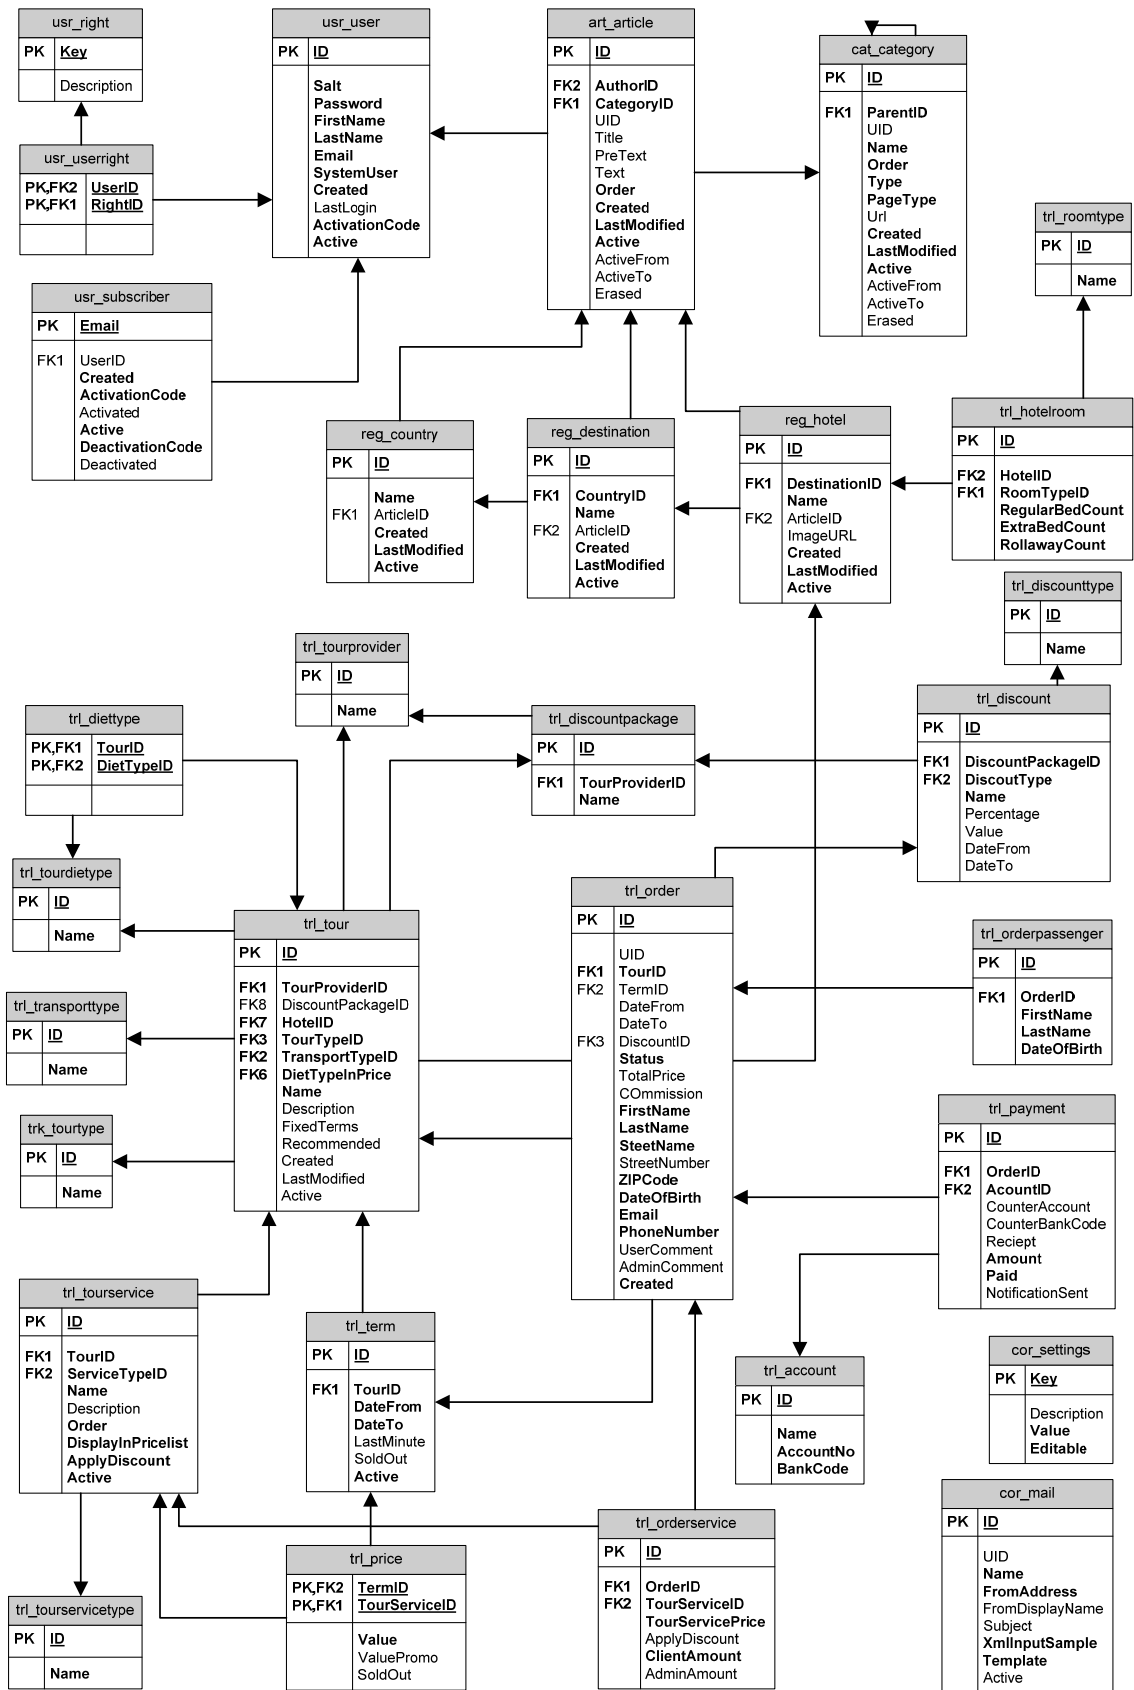 usr_right
PK Key
Description
usr_user
PK ID
Salt
Password
FirstName
LastName
Email
SystemUser
Created
LastLogin
ActivationCode
Active
art_article
PK ID
FK2 AuthorID
FK1 CategoryID
UID
Title
PreText
Text
Order
Created
LastModified
Active
ActiveFrom
ActiveTo
Erased
cat_category
PK ID
FK1 ParentID
UID
Name
Order
Type
PageType
Url
Created
LastModified
Active
ActiveFrom
ActiveTo
Erased
usr_userright
PK,FK2 UserID
PK,FK1 RightID
trl_roomtype
PK ID
Name
usr_subscriber
PK Email
FK1 UserID
Created
ActivationCode
Activated
Active
DeactivationCode
Deactivated
reg_country
PK ID
Name
FK1 ArticleID
Created
LastModified
Active
reg_destination
PK ID
FK1 CountryID
Name
FK2 ArticleID
Created
LastModified
Active
reg_hotel
PK ID
FK1 DestinationID
Name
FK2 ArticleID
ImageURL
Created
LastModified
Active
trl_hotelroom
PK ID
FK2 HotelID
FK1 RoomTypeID
RegularBedCount
ExtraBedCount
RollawayCount
trl_discounttype
PK ID
Name
trl_tourprovider
PK ID
Name
trl_diettype
PK,FK1 TourID
PK,FK2 DietTypeID
trl_discountpackage
PK ID
FK1 TourProviderID
Name
trl_discount
PK ID
FK1 DiscountPackageID
FK2 DiscoutType
Name
Percentage
Value
DateFrom
DateTo
trl_tourdietype
PK ID
Name
trl_tour
PK ID
FK1 TourProviderID
FK8 DiscountPackageID
FK7 HotelID
FK3 TourTypeID
FK2 TransportTypeID
FK6 DietTypeInPrice
Name
Description
FixedTerms
Recommended
Created
LastModified
Active
trl_order
PK ID
UID
FK1 TourID
FK2 TermID
DateFrom
DateTo
FK3 DiscountID
Status
TotalPrice
COmmission
FirstName
LastName
SteetName
StreetNumber
ZIPCode
DateOfBirth
Email
PhoneNumber
UserComment
AdminComment
Created
trl_orderpassenger
PK ID
FK1 OrderID
FirstName
LastName
DateOfBirth
trl_transporttype
PK ID
Name
trk_tourtype
PK ID
Name
trl_payment
PK ID
FK1 OrderID
FK2 AcountID
CounterAccount
CounterBankCode
Reciept
Amount
Paid
NotificationSent
trl_tourservice
PK ID
FK1 TourID
FK2 ServiceTypeID
Name
Description
Order
DisplayInPricelist
ApplyDiscount
Active
trl_term
PK ID
FK1 TourID
DateFrom
DateTo
LastMinute
SoldOut
Active
trl_account
PK ID
Name
AccountNo
BankCode
cor_settings
PK Key
Description
Value
Editable
trl_tourservicetype
PK ID
Name
trl_price
PK,FK2 TermID
PK,FK1 TourServiceID
Value
ValuePromo
SoldOut
trl_orderservice
PK ID
FK1 OrderID
FK2 TourServiceID
TourServicePrice
ApplyDiscount
ClientAmount
AdminAmount
cor_mail
PK ID
UID
Name
FromAddress
FromDisplayName
Subject
XmlInputSample
Template
Active